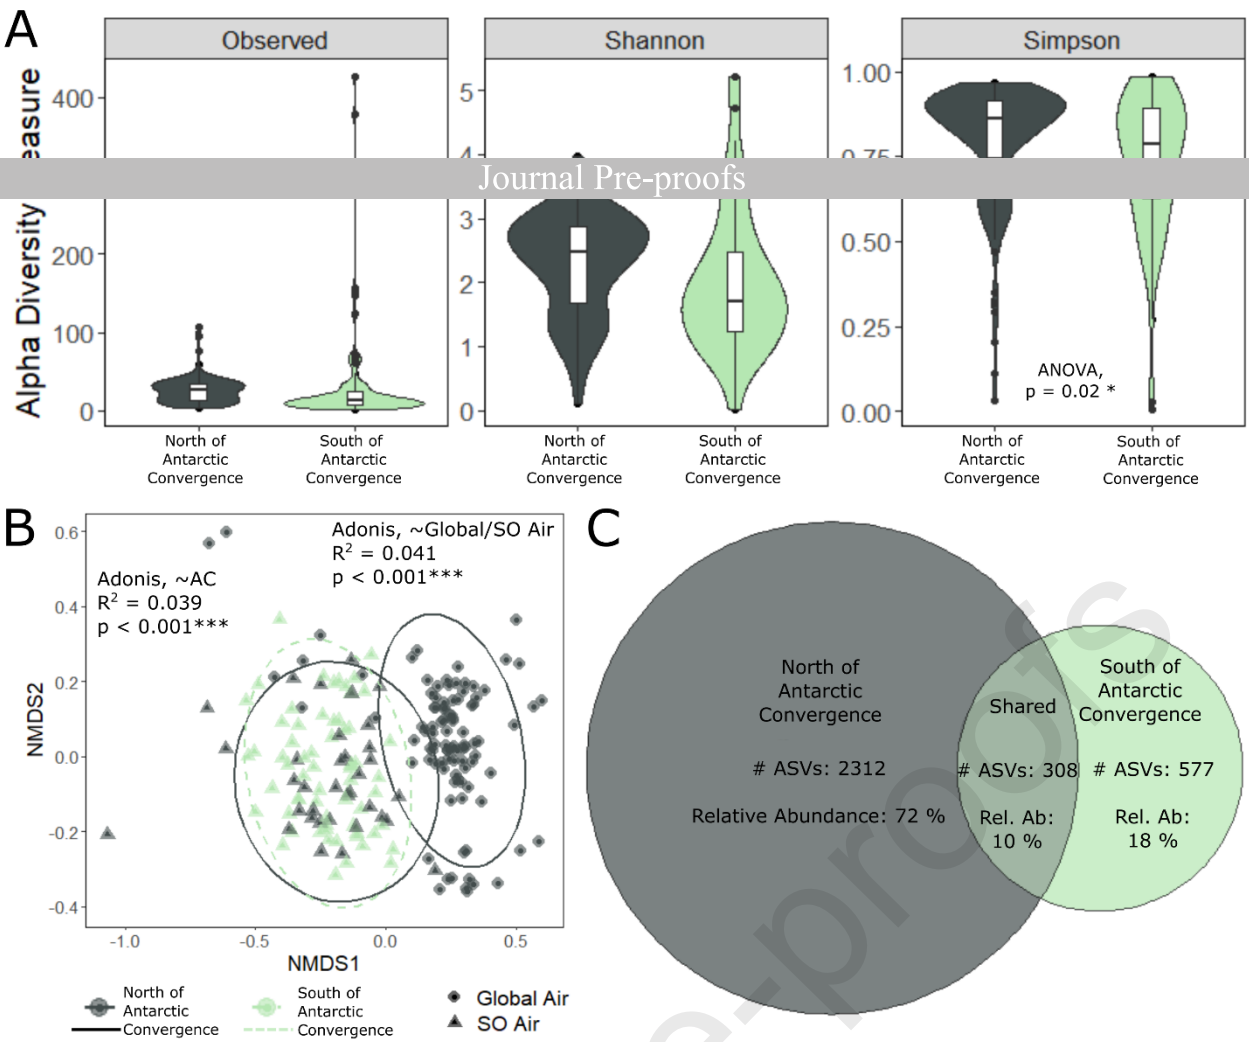 A
Observed
Shannon
Simpson
Alpha Diversity easure
400
200
100
0
5
4
3
2
1
0
1.00
0.75
0.50
0.25
0.00
Journal Pre-proofs
ANOVA,
p = 0.02 *
North of
Antarctic
Convergence
South of
Antarctic
Convergence
North of
Antarctic
Convergence
South of
Antarctic
Convergence
North of
Antarctic
Convergence
South of
Antarctic
Convergence
B
NMDS2
0.6
0.4
0.2
0.0
-0.2
-0.4
Adonis, ~AC
R² = 0.039
p < 0.001***
Adonis, ~Global/SO Air
R² = 0.041
p < 0.001***
-1.0
-0.5
0.0
0.5
NMDS1
North of
Antarctic
Convergence
South of
Antarctic
Convergence
Global Air
SO Air
C
North of
Antarctic
Convergence
# ASVs: 2312
Relative Abundance: 72 %
Shared
# ASVs: 308
Rel. Ab:
10 %
South of
Antarctic
Convergence
# ASVs: 577
Rel. Ab:
18 %
e-proofs